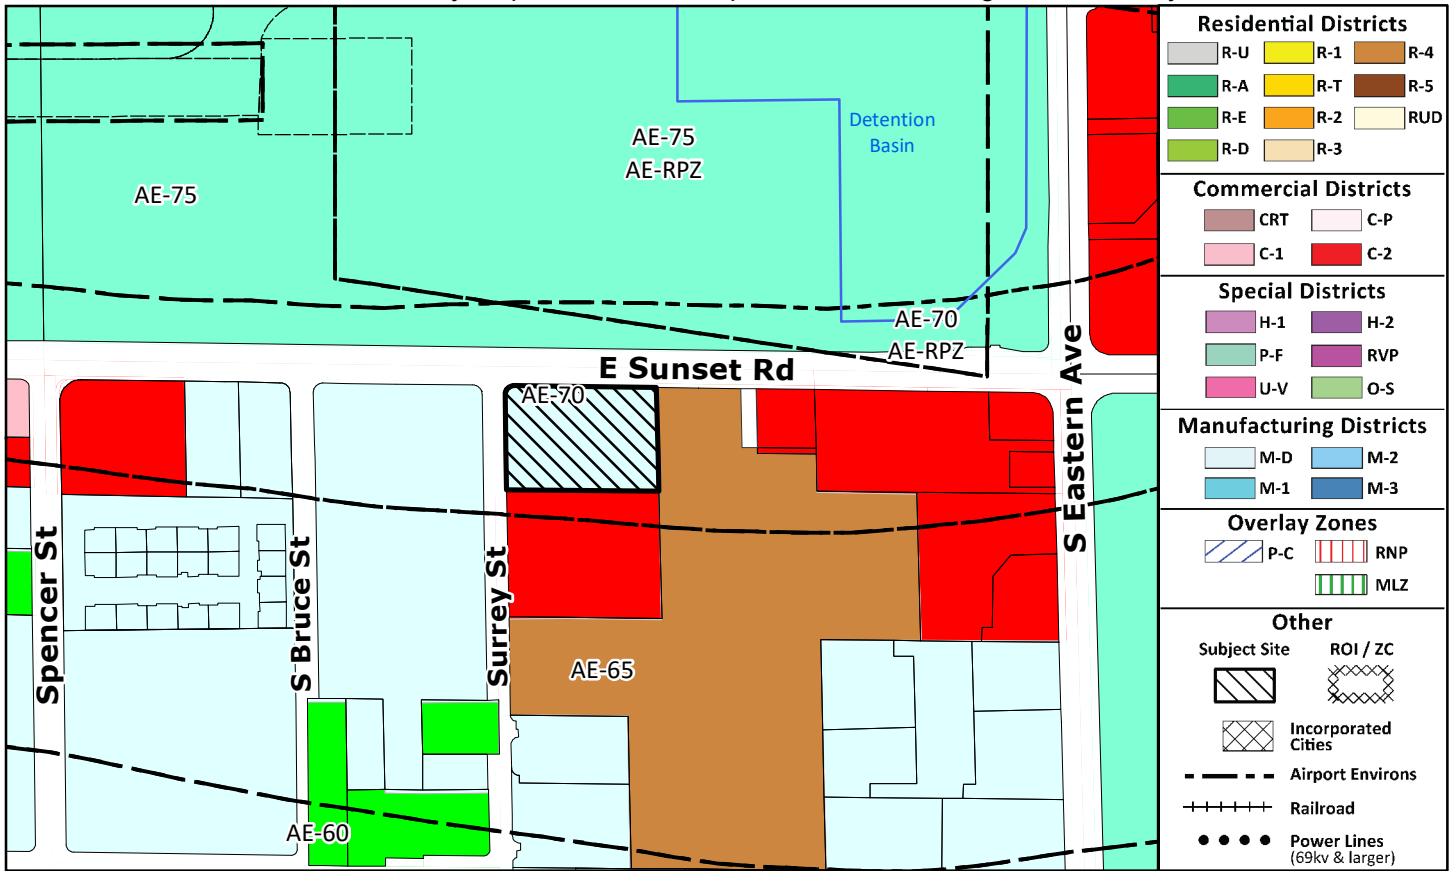 Detention
Basin
AE-75
AE-RPZ
AE-75
AE-70
AE-RPZ
E Sunset Rd
AE-70
S Eastern Ave
Spencer St
S Bruce St
Surrey St
AE-65
AE-60
Residential Districts
R-U
R-1
R-4
R-A
R-T
R-5
R-E
R-2
RUD
R-D
R-3
Commercial Districts
CRT
C-P
C-1
C-2
Special Districts
H-1
H-2
P-F
RVP
U-V
O-S
Manufacturing Districts
M-D
M-2
M-1
M-3
Overlay Zones
P-C
RNP
MLZ
Other
Subject Site
ROI / ZC
Incorporated
Cities
Airport Environs
Railroad
Power Lines
(69kv & larger)